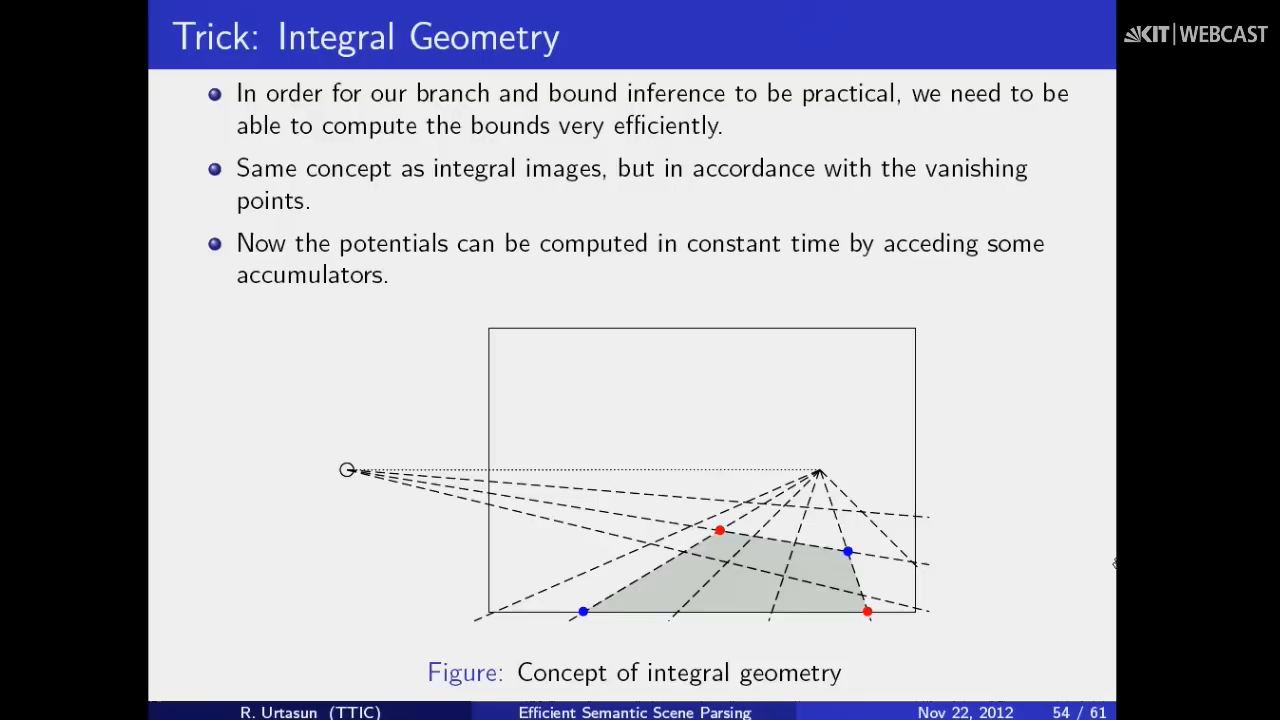 Trick: Integral Geometry
KIT WEBCAST
In order for our branch and bound inference to be practical, we need to be
able to compute the bounds very efficiently.
Same concept as integral images, but in accordance with the vanishing
points.
Now the potentials can be computed in constant time by acceding some
accumulators.
Figure: Concept of integral geometry
R. Urtasun (TTIC) Efficient Semantic Scene Parsing Nov 22, 2012 54 / 61